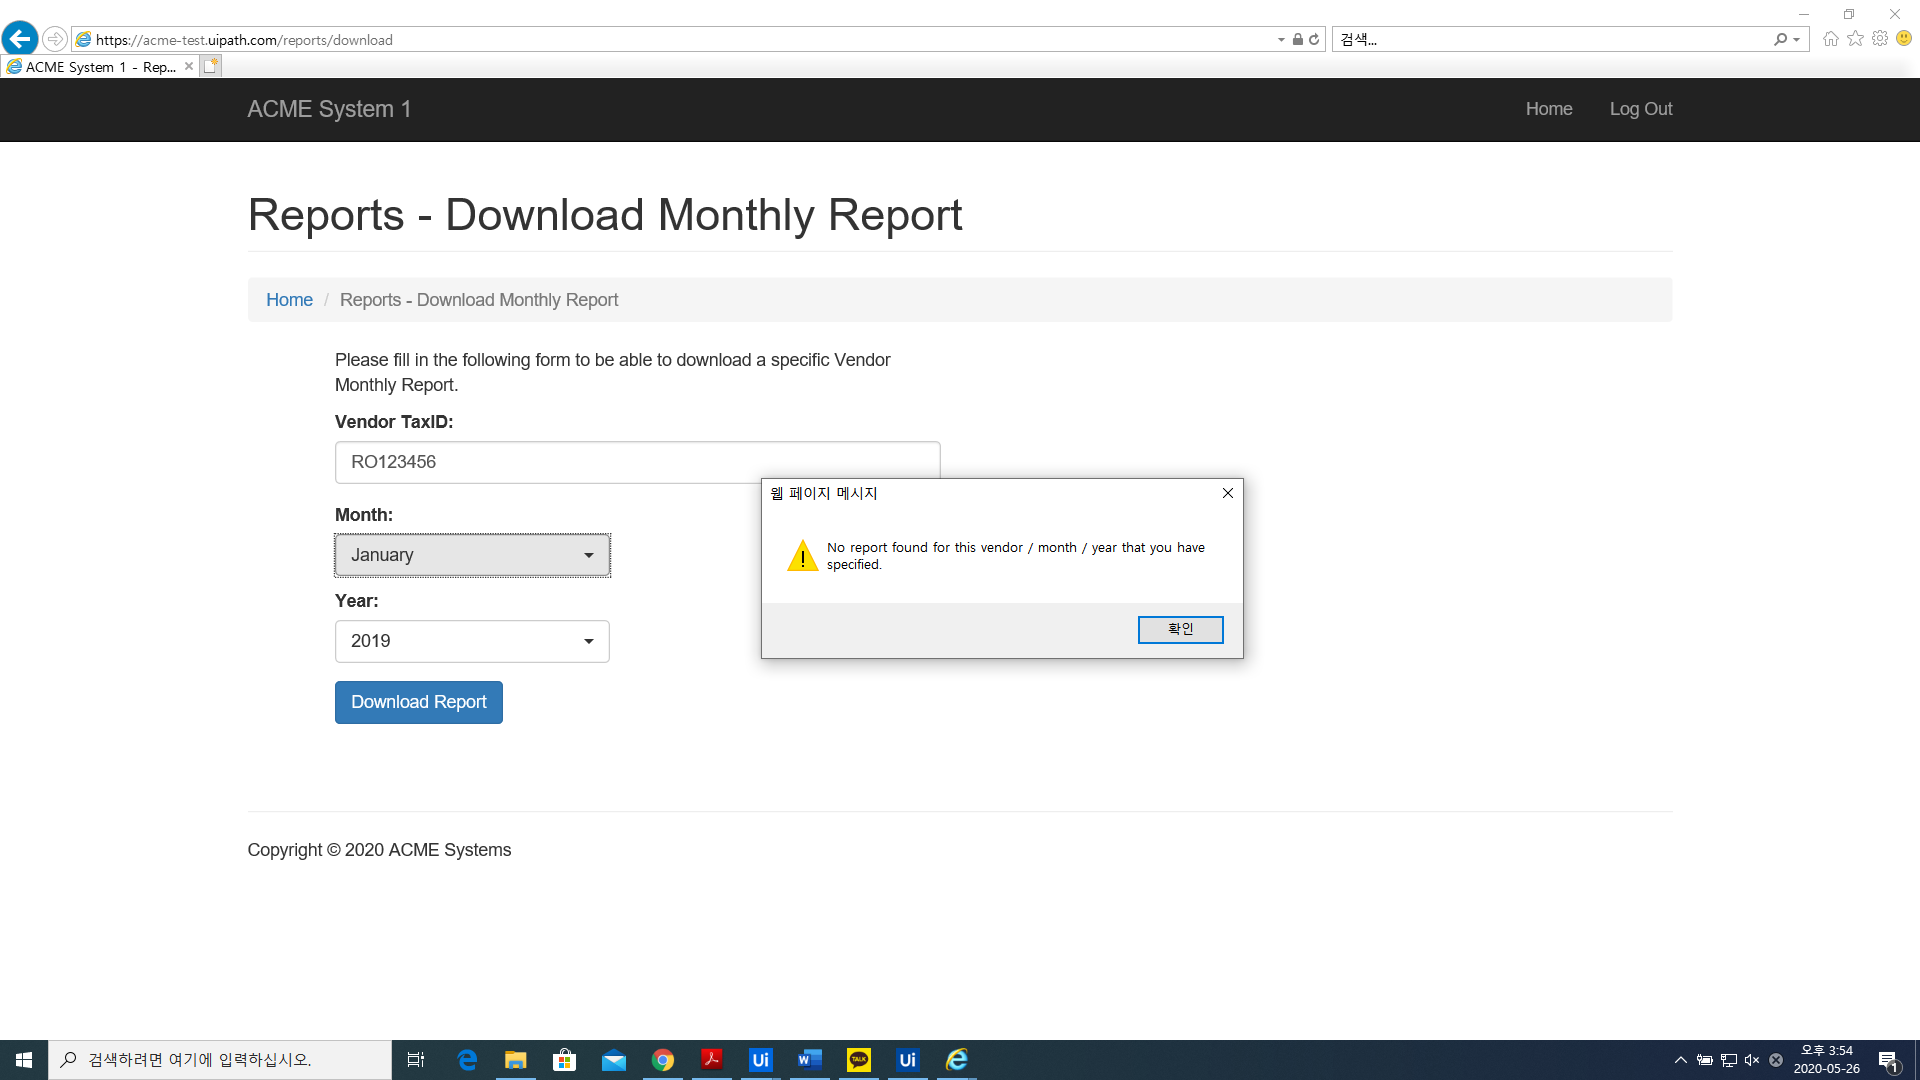 https://acme-test.uipath.com/reports/download
검색...
ACME System 1 - Rep...
ACME System 1
Home
Log Out
Reports - Download Monthly Report
Home / Reports - Download Monthly Report
Please fill in the following form to be able to download a specific Vendor
Monthly Report.
Vendor TaxID:
RO123456
웹 페이지 메시지
Month:
January
No report found for this vendor / month / year that you have
specified.
Year:
확인
2019
Download Report
Copyright © 2020 ACME Systems
검색하려면 여기에 입력하십시오.
Ui
W
TALK
Ui
오후 3:54
2020-05-26
1